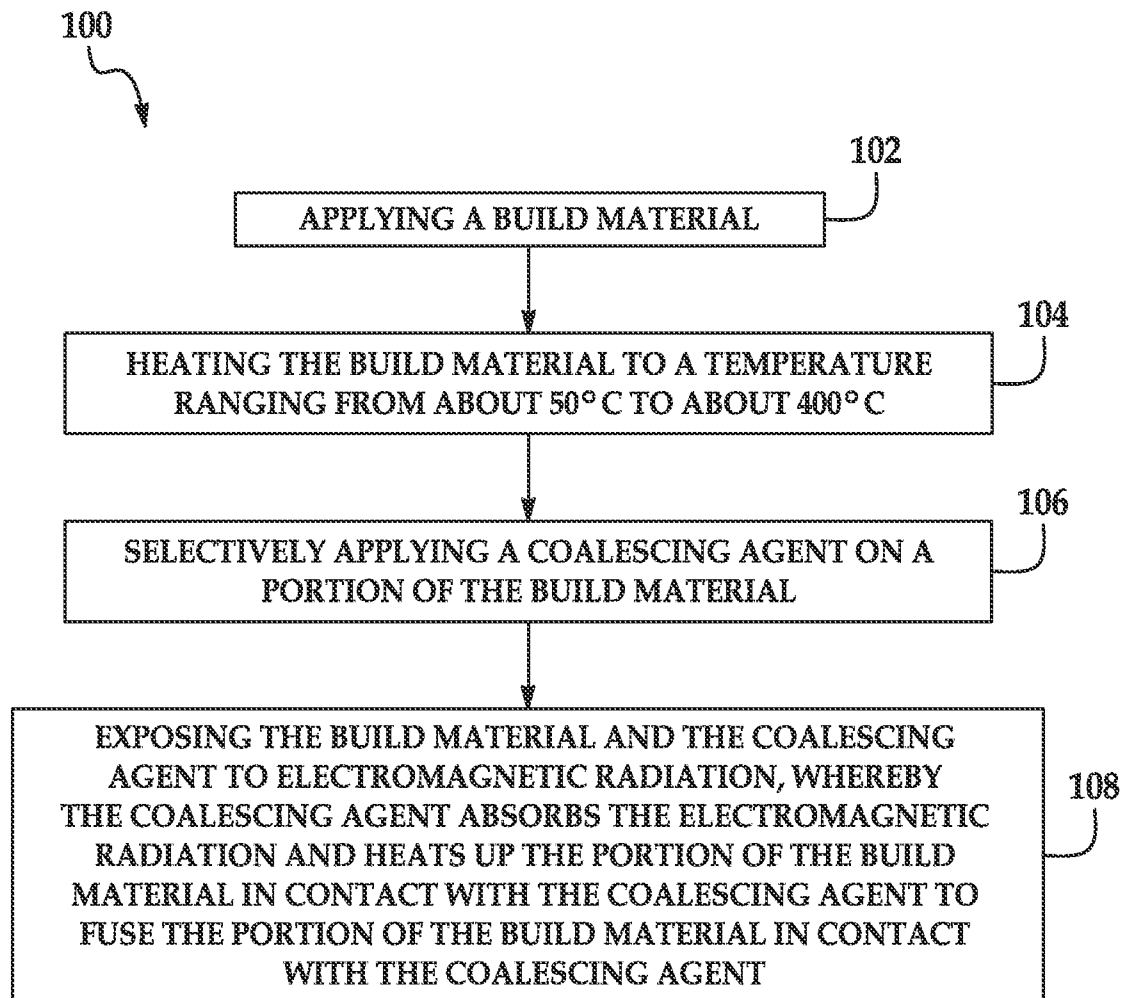 100
102
APPLYING A BUILD MATERIAL
104
HEATING THE BUILD MATERIAL TO A TEMPERATURE
RANGING FROM ABOUT 50° C TO ABOUT 400° C
106
SELECTIVELY APPLYING A COALESCING AGENT ON A
PORTION OF THE BUILD MATERIAL
108
EXPOSING THE BUILD MATERIAL AND THE COALESCING
AGENT TO ELECTROMAGNETIC RADIATION, WHEREBY
THE COALESCING AGENT ABSORBS THE ELECTROMAGNETIC
RADIATION AND HEATS UP THE PORTION OF THE BUILD
MATERIAL IN CONTACT WITH THE COALESCING AGENT TO
FUSE THE PORTION OF THE BUILD MATERIAL IN CONTACT
WITH THE COALESCING AGENT